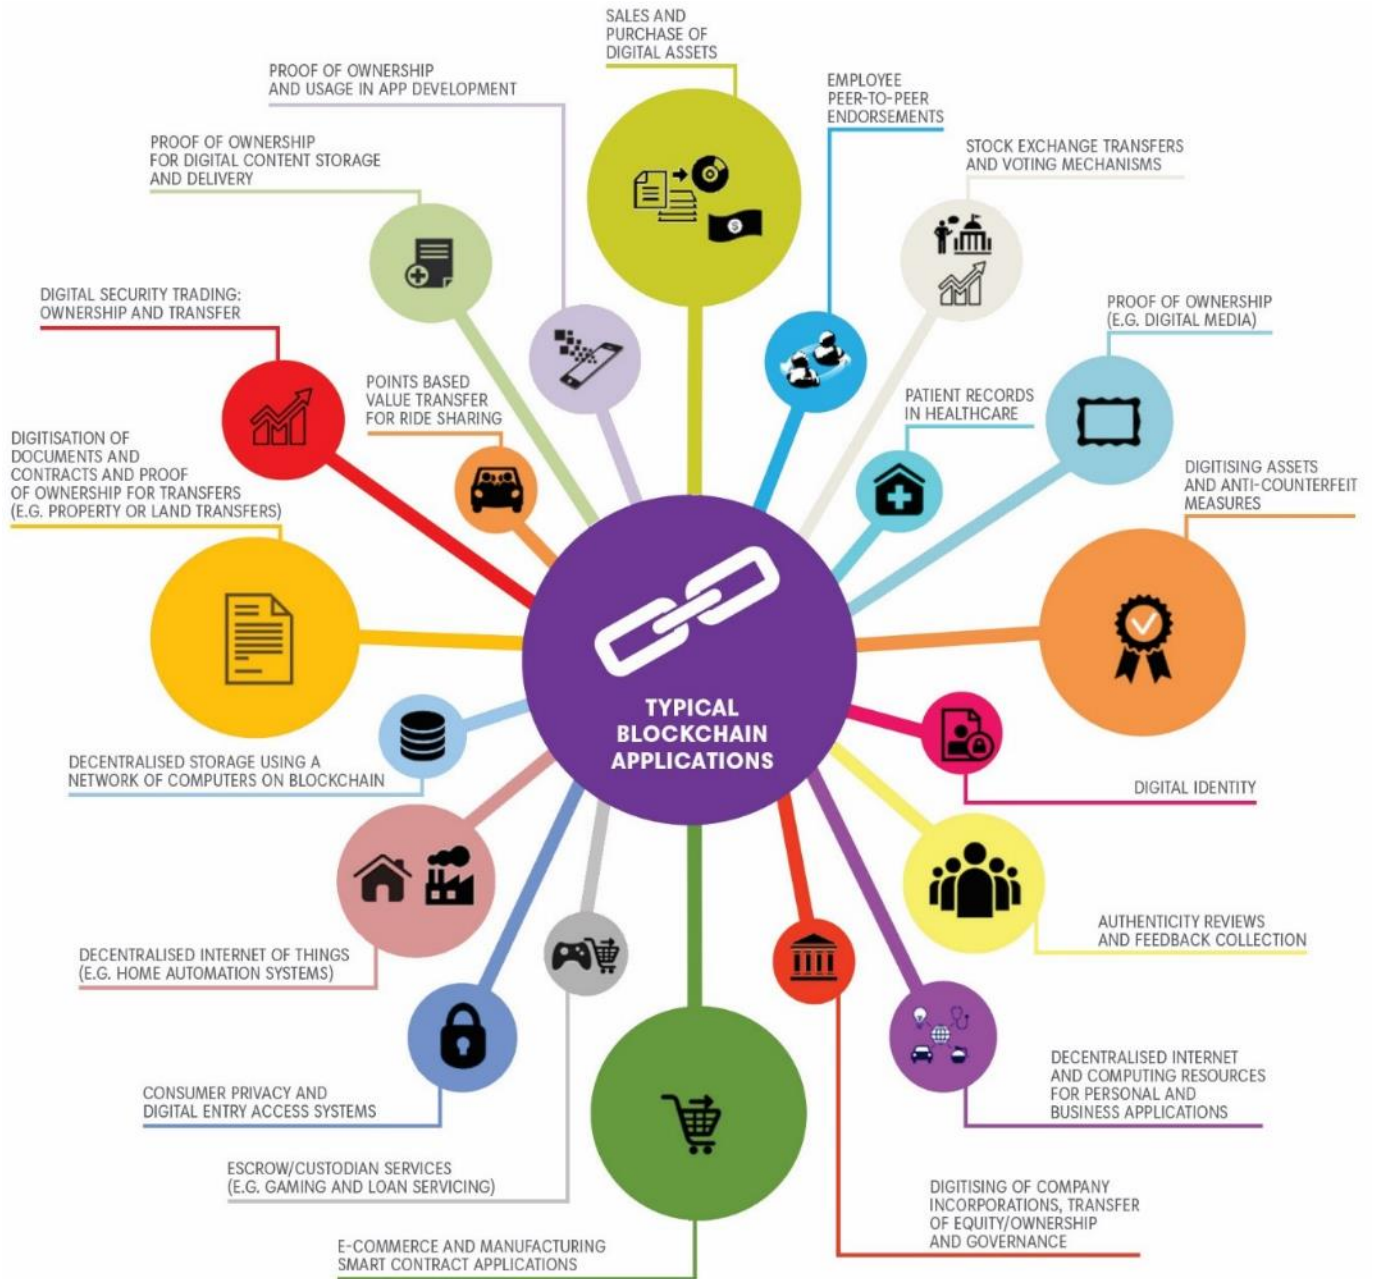 SALES AND
PURCHASE OF
DIGITAL ASSETS
PROOF OF OWNERSHIP
AND USAGE IN APP DEVELOPMENT
EMPLOYEE
PEER-TO-PEER
ENDORSEMENTS
PROOF OF OWNERSHIP
FOR DIGITAL CONTENT STORAGE
AND DELIVERY
STOCK EXCHANGE TRANSFERS
AND VOTING MECHANISMS
DIGITAL SECURITY TRADING:
OWNERSHIP AND TRANSFER
PROOF OF OWNERSHIP
(E.G. DIGITAL MEDIA)
POINTS BASED
VALUE TRANSFER
FOR RIDE SHARING
PATIENT RECORDS
IN HEALTHCARE
DIGITISATION OF
DOCUMENTS AND
CONTRACTS AND PROOF
OF OWNERSHIP FOR TRANSFERS
(E.G. PROPERTY OR LAND TRANSFERS)
DIGITISING ASSETS
AND ANTI-COUNTERFEIT
MEASURES
TYPICAL
BLOCKCHAIN
APPLICATIONS
DECENTRALISED STORAGE USING A
NETWORK OF COMPUTERS ON BLOCKCHAIN
DIGITAL IDENTITY
DECENTRALISED INTERNET OF THINGS
(E.G. HOME AUTOMATION SYSTEMS)
AUTHENTICITY REVIEWS
AND FEEDBACK COLLECTION
CONSUMER PRIVACY AND
DIGITAL ENTRY ACCESS SYSTEMS
DECENTRALISED INTERNET
AND COMPUTING RESOURCES
FOR PERSONAL AND
BUSINESS APPLICATIONS
ESCROW/CUSTODIAN SERVICES
(E.G. GAMING AND LOAN SERVICING)
DIGITISING OF COMPANY
INCORPORATIONS, TRANSFER
OF EQUITY/OWNERSHIP
AND GOVERNANCE
E-COMMERCE AND MANUFACTURING
SMART CONTRACT APPLICATIONS